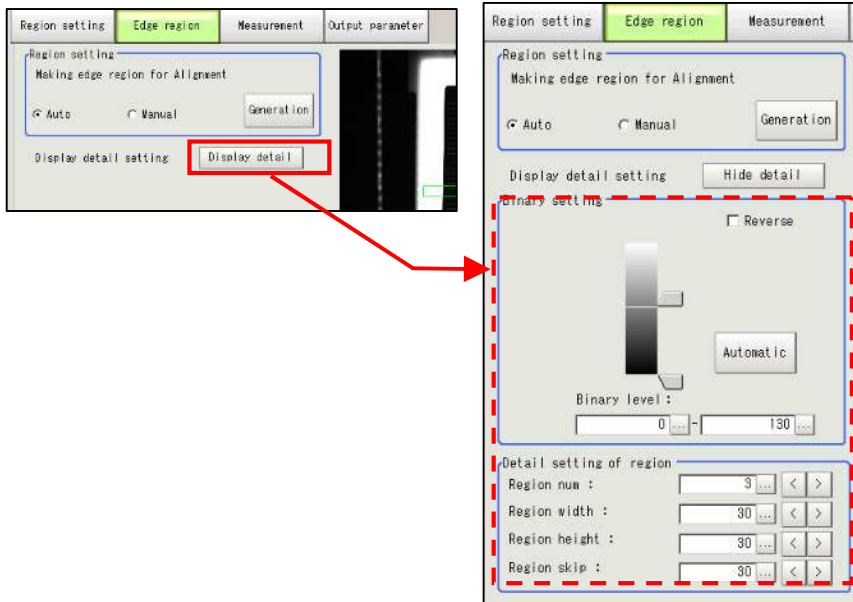 Region setting Edge region Measurement Output parameter
Region setting
Making edge region for Alignment
Auto Manual Generation
Display detail setting Display detail
Region setting Edge region Measurement
Region setting
Making edge region for Alignment
Auto Manual Generation
Display detail setting Hide detail
Binary setting
Reverse
Automatic
Binary level :
0 ... - 130 ...
Detail setting of region
Region num : 3 ... < >
Region width : 30 ... < >
Region height : 30 ... < >
Region skip : 30 ... < >